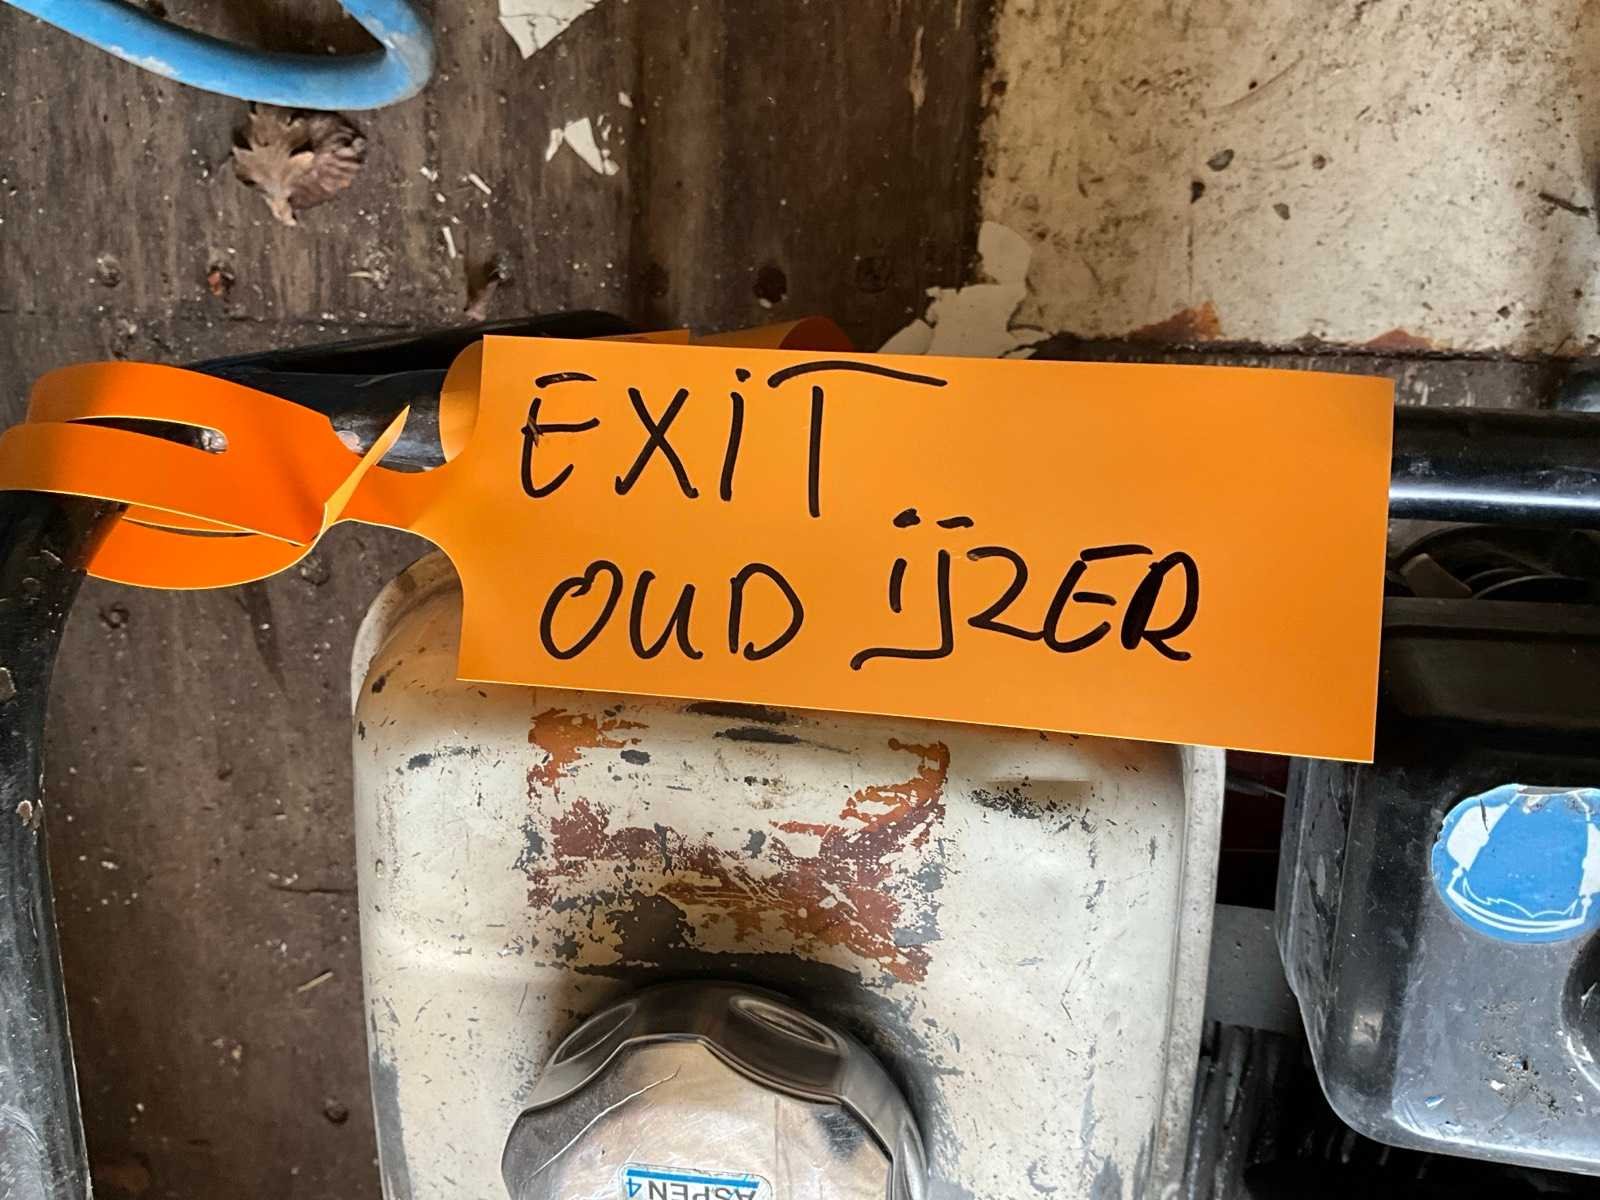 EXiT
OUD IJZER
ASPEN 4